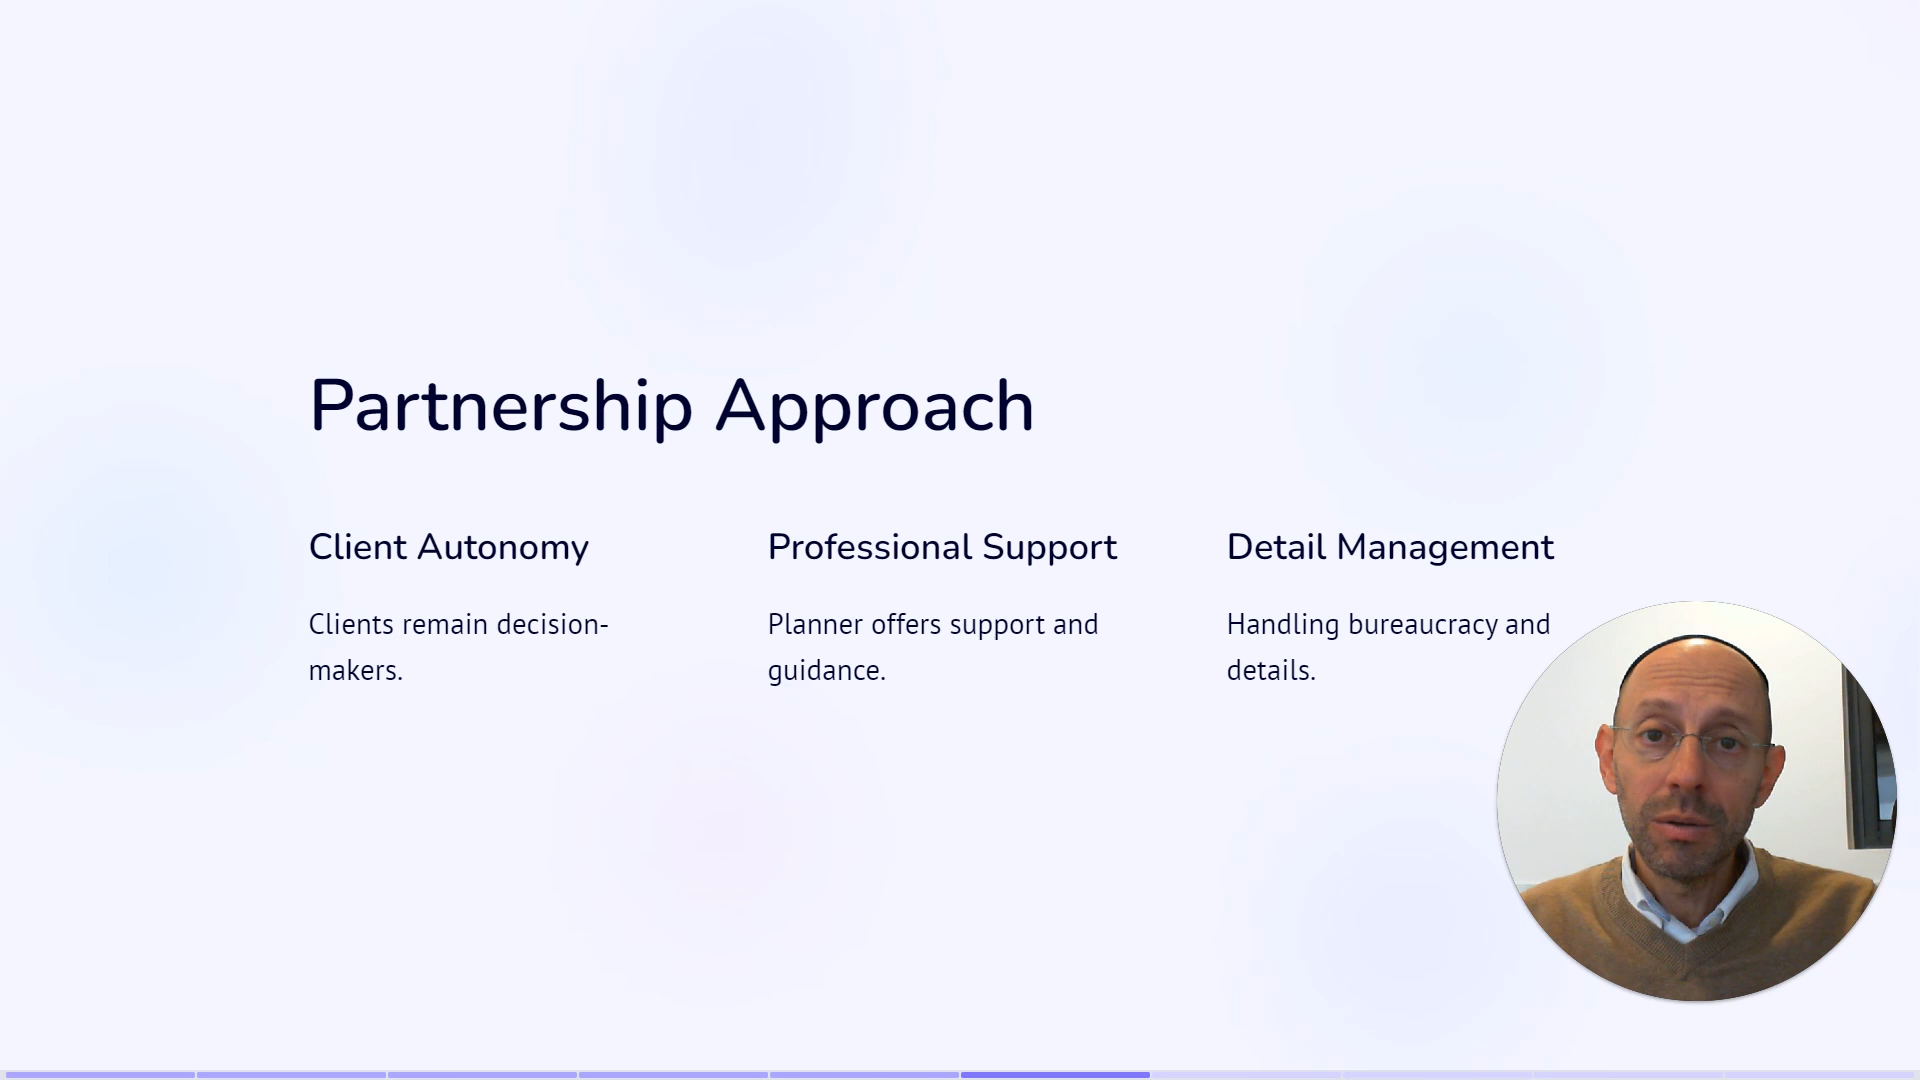 Partnership Approach
Client Autonomy
Clients remain decision-
makers.
Professional Support
Planner offers support and
guidance.
Detail Management
Handling bureaucracy and
details.